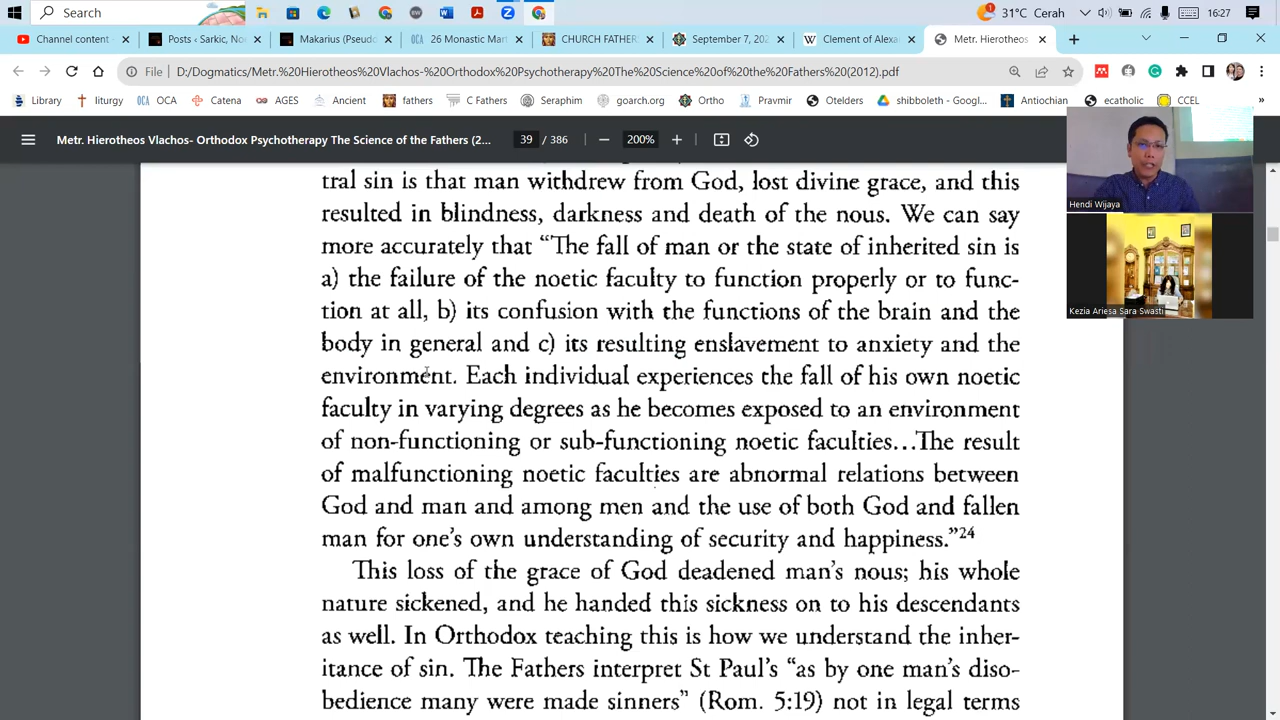 Search
31°C Cerah
16:27
Channel content
Posts ‹ Sarkic, No
Makarius (Pseudo
OCA 26 Monastic Mart
CHURCH FATHER
September 7, 202
W Clement of Alexa
Metr. Hierotheos
File D:/Dogmatics/Metr.%20Hierotheos%20Vlachos-%20Orthodox%20Psychotherapy%20The%20Science%20of%20the%20Fathers%20(2012).pdf
Library liturgy OCA Catena AGES Ancient fathers C Fathers Seraphim goarch.org Ortho Pravmir Otelders shibboleth - Googl... Antiochian ecatholic CCEL
Metr. Hierotheos Vlachos- Orthodox Psychotherapy The Science of the Fathers (2... 39 / 386 200%
tral sin is that man withdrew from God, lost divine grace, and this
resulted in blindness, darkness and death of the nous. We can say
more accurately that “The fall of man or the state of inherited sin is
a) the failure of the noetic faculty to function properly or to func-
tion at all, b) its confusion with the functions of the brain and the
body in general and c) its resulting enslavement to anxiety and the
environment. Each individual experiences the fall of his own noetic
faculty in varying degrees as he becomes exposed to an environment
of non-functioning or sub-functioning noetic faculties…The result
of malfunctioning noetic faculties are abnormal relations between
God and man and among men and the use of both God and fallen
man for one’s own understanding of security and happiness.”24
This loss of the grace of God deadened man’s nous; his whole
nature sickened, and he handed this sickness on to his descendants
as well. In Orthodox teaching this is how we understand the inher-
itance of sin. The Fathers interpret St Paul’s “as by one man’s diso-
bedience many were made sinners” (Rom. 5:19) not in legal terms
Hendi Wijaya
Kezia Ariesa Sara Swasti